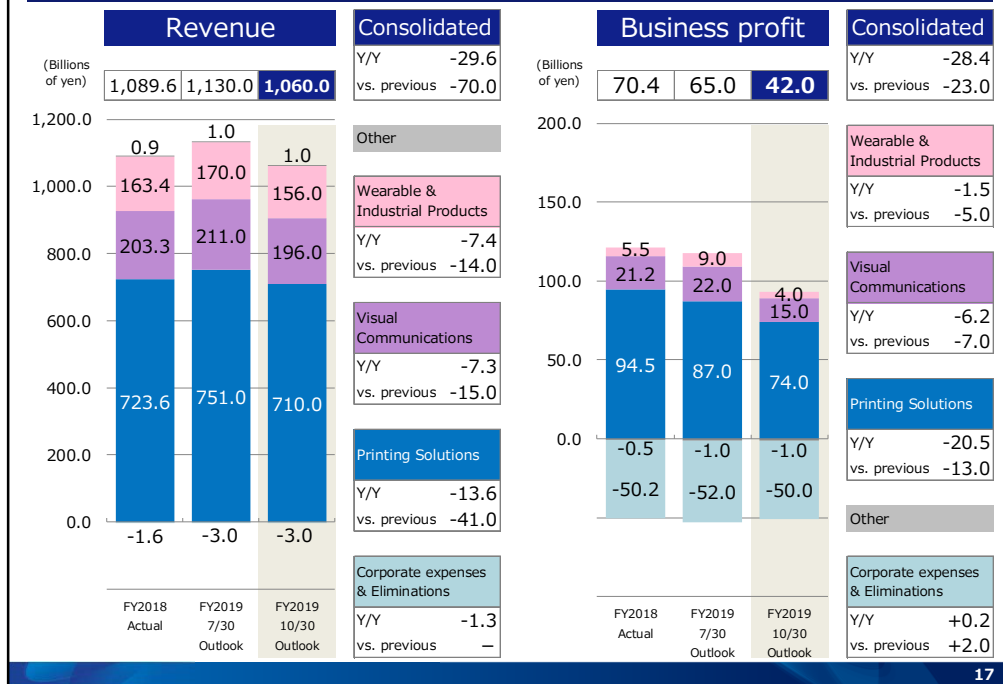 Revenue
(Billions
of yen)
1,089.6 1,130.0 1,060.0
1,200.0
1,000.0
800.0
600.0
400.0
200.0
0.0
0.9 1.0 1.0
163.4 170.0 156.0
203.3 211.0 196.0
723.6 751.0 710.0
-1.6 -3.0 -3.0
FY2018
Actual
FY2019
7/30
Outlook
FY2019
10/30
Outlook
Consolidated
Y/Y -29.6
vs. previous -70.0
Other
Wearable &
Industrial Products
Y/Y -7.4
vs. previous -14.0
Visual
Communications
Y/Y -7.3
vs. previous -15.0
Printing Solutions
Y/Y -13.6
vs. previous -41.0
Corporate expenses
& Eliminations
Y/Y -1.3
vs. previous –
Business profit
(Billions
of yen)
70.4 65.0 42.0
200.0
150.0
100.0
50.0
0.0
5.5 9.0 4.0
21.2 22.0 15.0
94.5 87.0 74.0
-0.5 -1.0 -1.0
-50.2 -52.0 -50.0
FY2018
Actual
FY2019
7/30
Outlook
FY2019
10/30
Outlook
Consolidated
Y/Y -28.4
vs. previous -23.0
Wearable &
Industrial Products
Y/Y -1.5
vs. previous -5.0
Visual
Communications
Y/Y -6.2
vs. previous -7.0
Printing Solutions
Y/Y -20.5
vs. previous -13.0
Other
Corporate expenses
& Eliminations
Y/Y +0.2
vs. previous +2.0
17